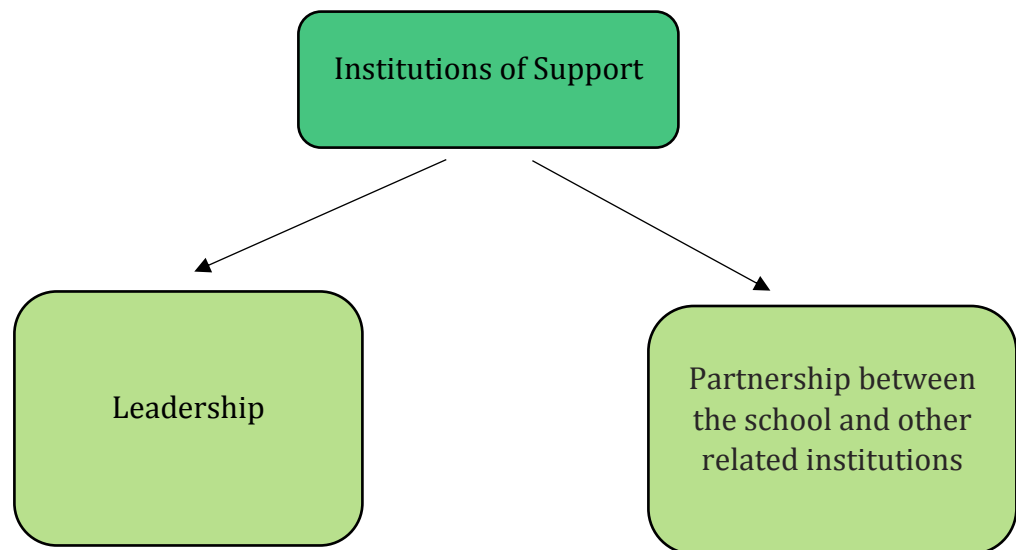 Institutions of Support
Leadership
Partnership between
the school and other
related institutions